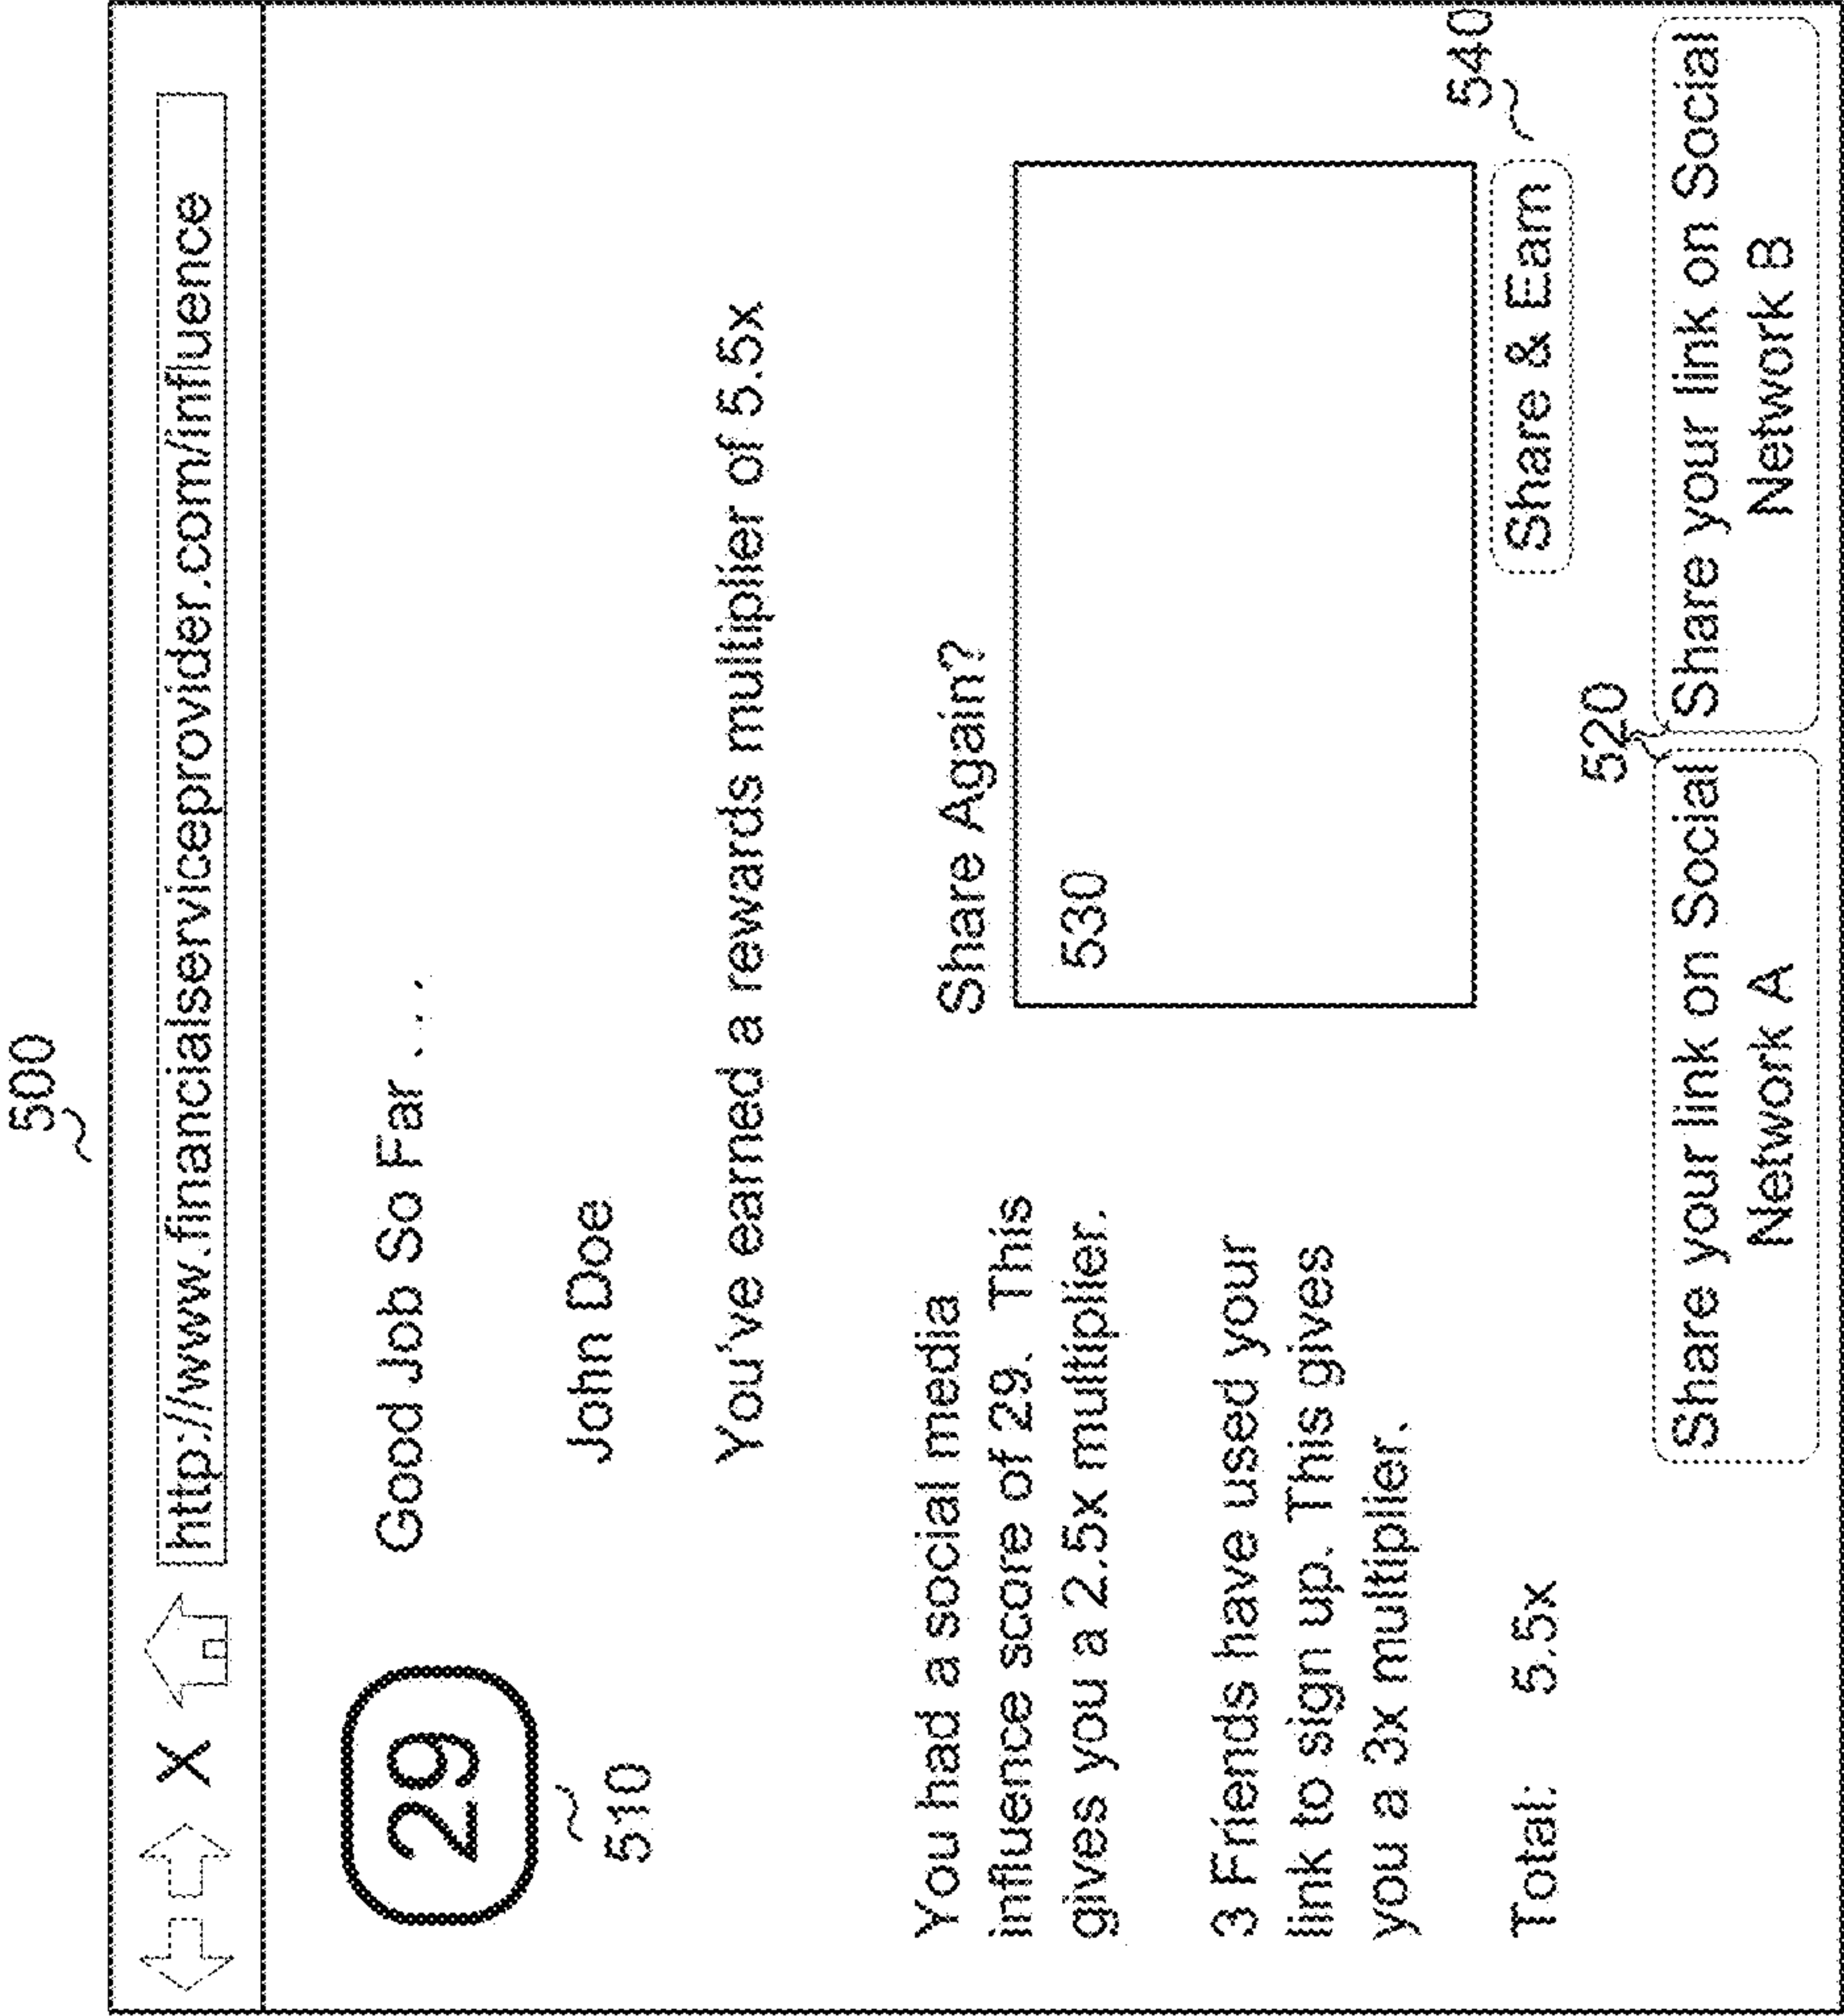 500
X http://www.financialserviceprovider.com/influence
29
510
Good Job So Far . . .
John Doe
You've earned a rewards multiplier of 5.5x
You had a social media
influence score of 29. This
gives you a 2.5x multiplier.
3 Friends have used your
link to sign up. This gives
you a 3x multiplier.
Total: 5.5x
Share Again?
530
Share & Earn
540
520
Share your link on Social
Network A
Share your link on Social
Network B